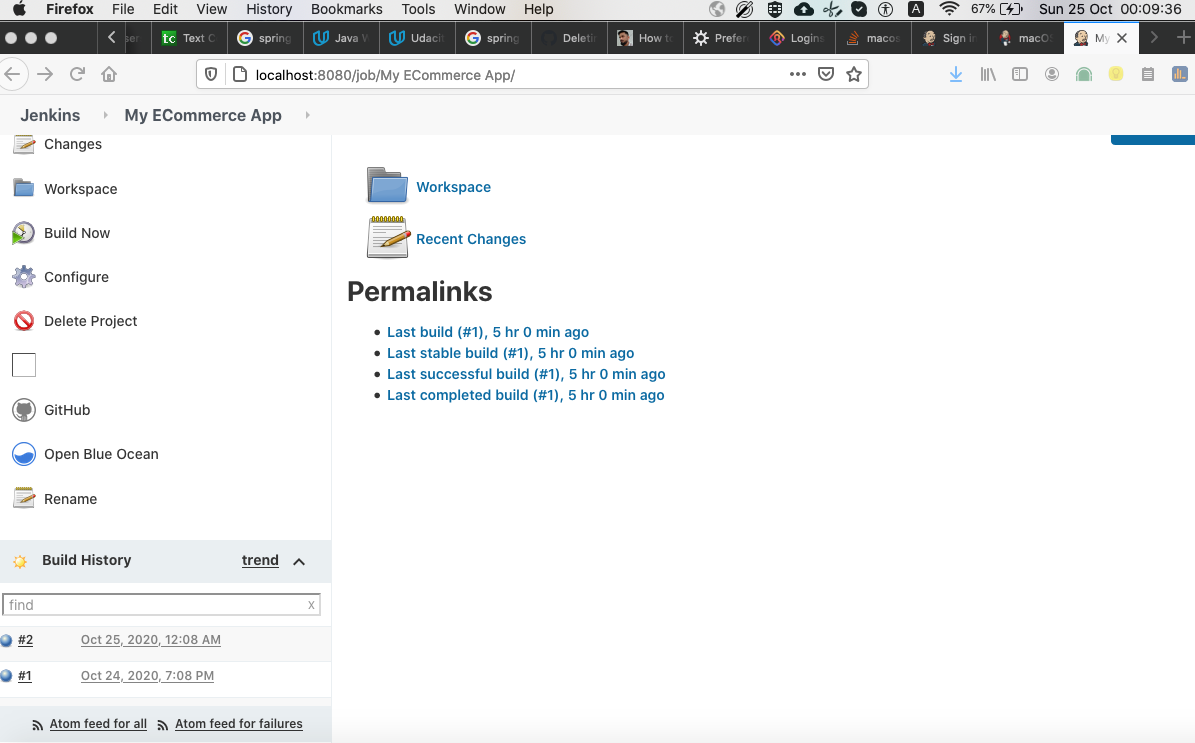 Firefox File Edit View History Bookmarks Tools Window Help A 67% Sun 25 Oct 00:09:36
ser tc Text C spring Java W Udaci spring Deleti How to Prefer Logins macos Sign in macO My
localhost:8080/job/My ECommerce App/
Jenkins My ECommerce App
Changes
Workspace
Build Now
Configure
Delete Project
GitHub
Open Blue Ocean
Rename
Build History trend
find x
#2 Oct 25, 2020, 12:08 AM
#1 Oct 24, 2020, 7:08 PM
Atom feed for all Atom feed for failures
Workspace
Recent Changes
Permalinks
Last build (#1), 5 hr 0 min ago
Last stable build (#1), 5 hr 0 min ago
Last successful build (#1), 5 hr 0 min ago
Last completed build (#1), 5 hr 0 min ago